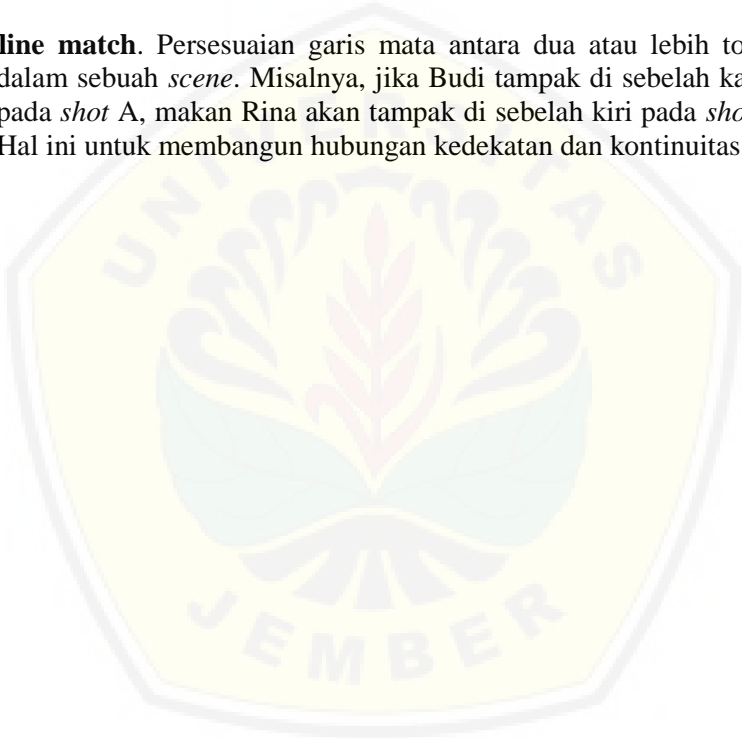 line match. Persesuaian garis mata antara dua atau lebih to
dalam sebuah scene. Misalnya, jika Budi tampak di sebelah ka
pada shot A, makan Rina akan tampak di sebelah kiri pada sho
Hal ini untuk membangun hubungan kedekatan dan kontinuitas
UNIVERSITAS
JEMBER